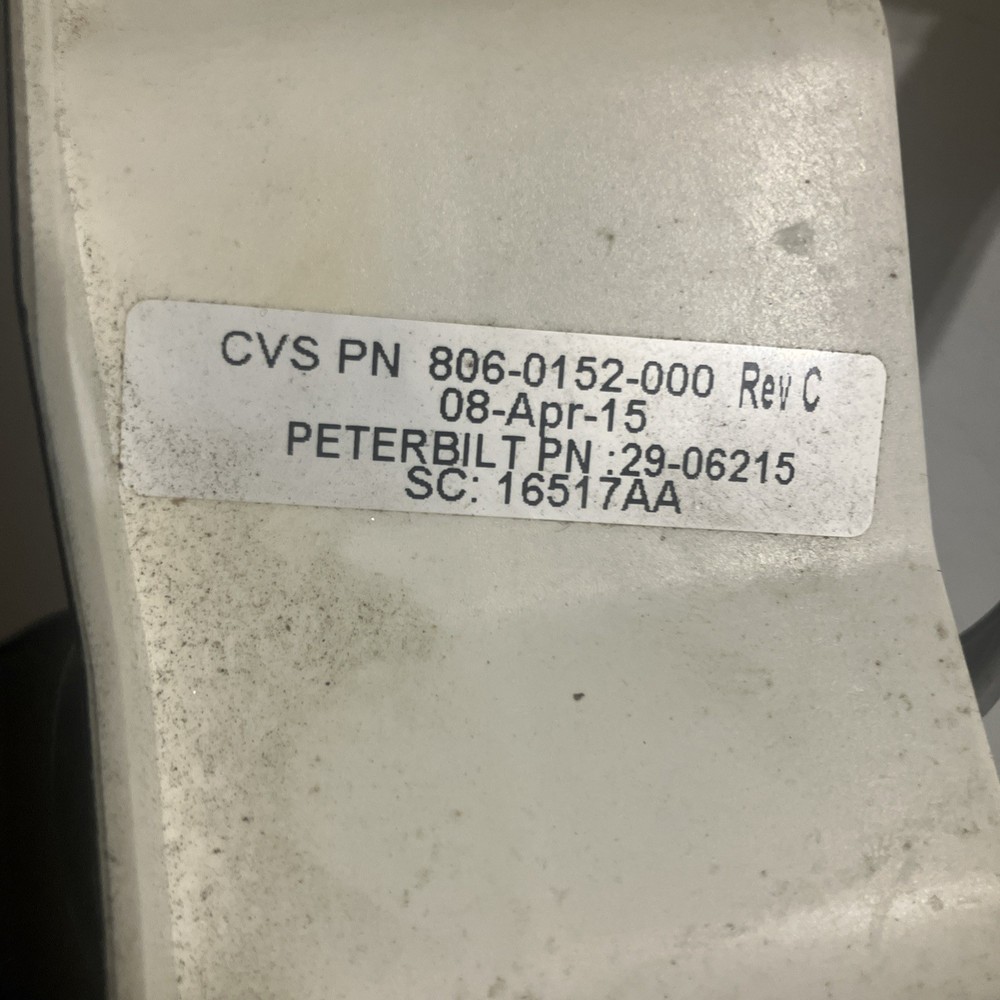 CVS PN 806-0152-000 Rev C
08-Apr-15
PETERBILT PN :29-06215
SC: 16517AA